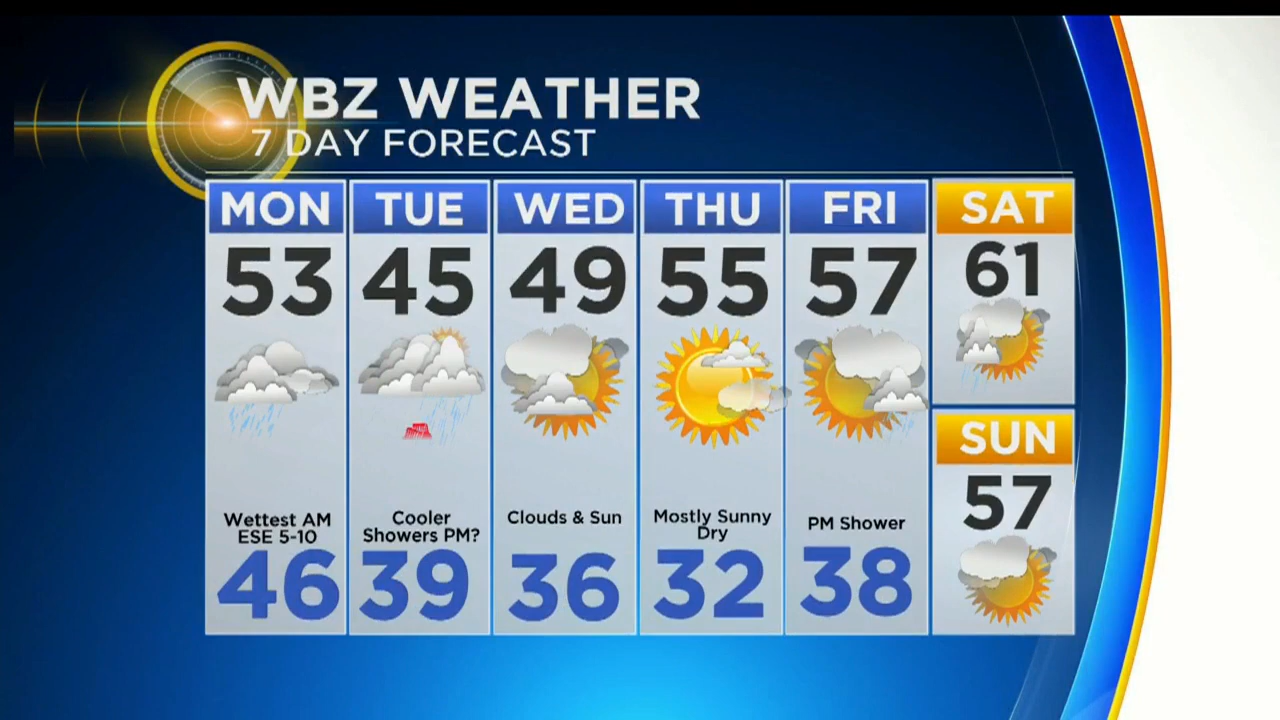 WBZ WEATHER
7 DAY FORECAST
MON
53
Wettest AM
ESE 5-10
46
TUE
45
Cooler
Showers PM?
39
WED
49
Clouds & Sun
36
THU
55
Mostly Sunny
Dry
32
FRI
57
PM Shower
38
SAT
61
SUN
57